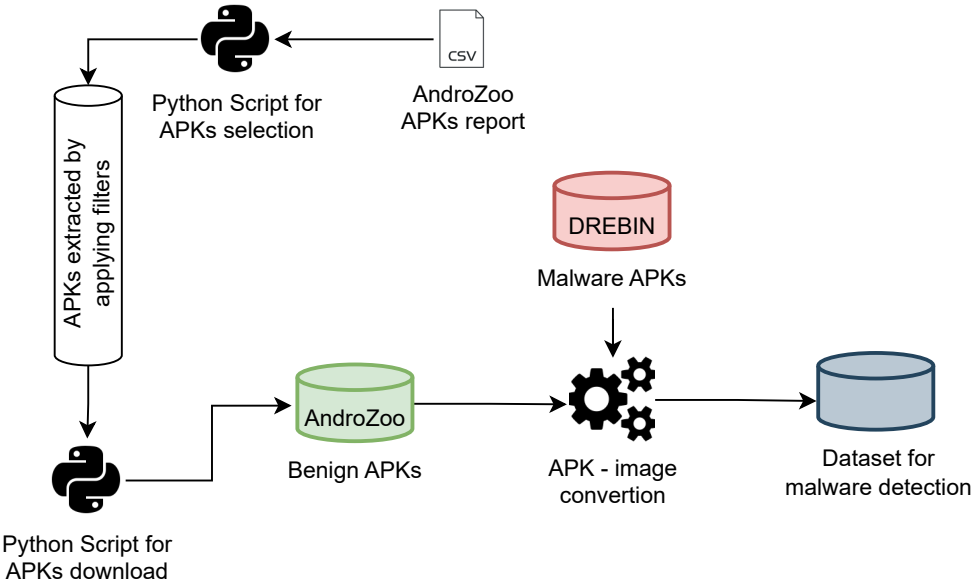 CSV
Python Script for
APKs selection
AndroZoo
APKs report
APKs extracted by
applying filters
DREBIN
Malware APKs
AndroZoo
Benign APKs
APK - image
convertion
Dataset for
malware detection
Python Script for
APKs download